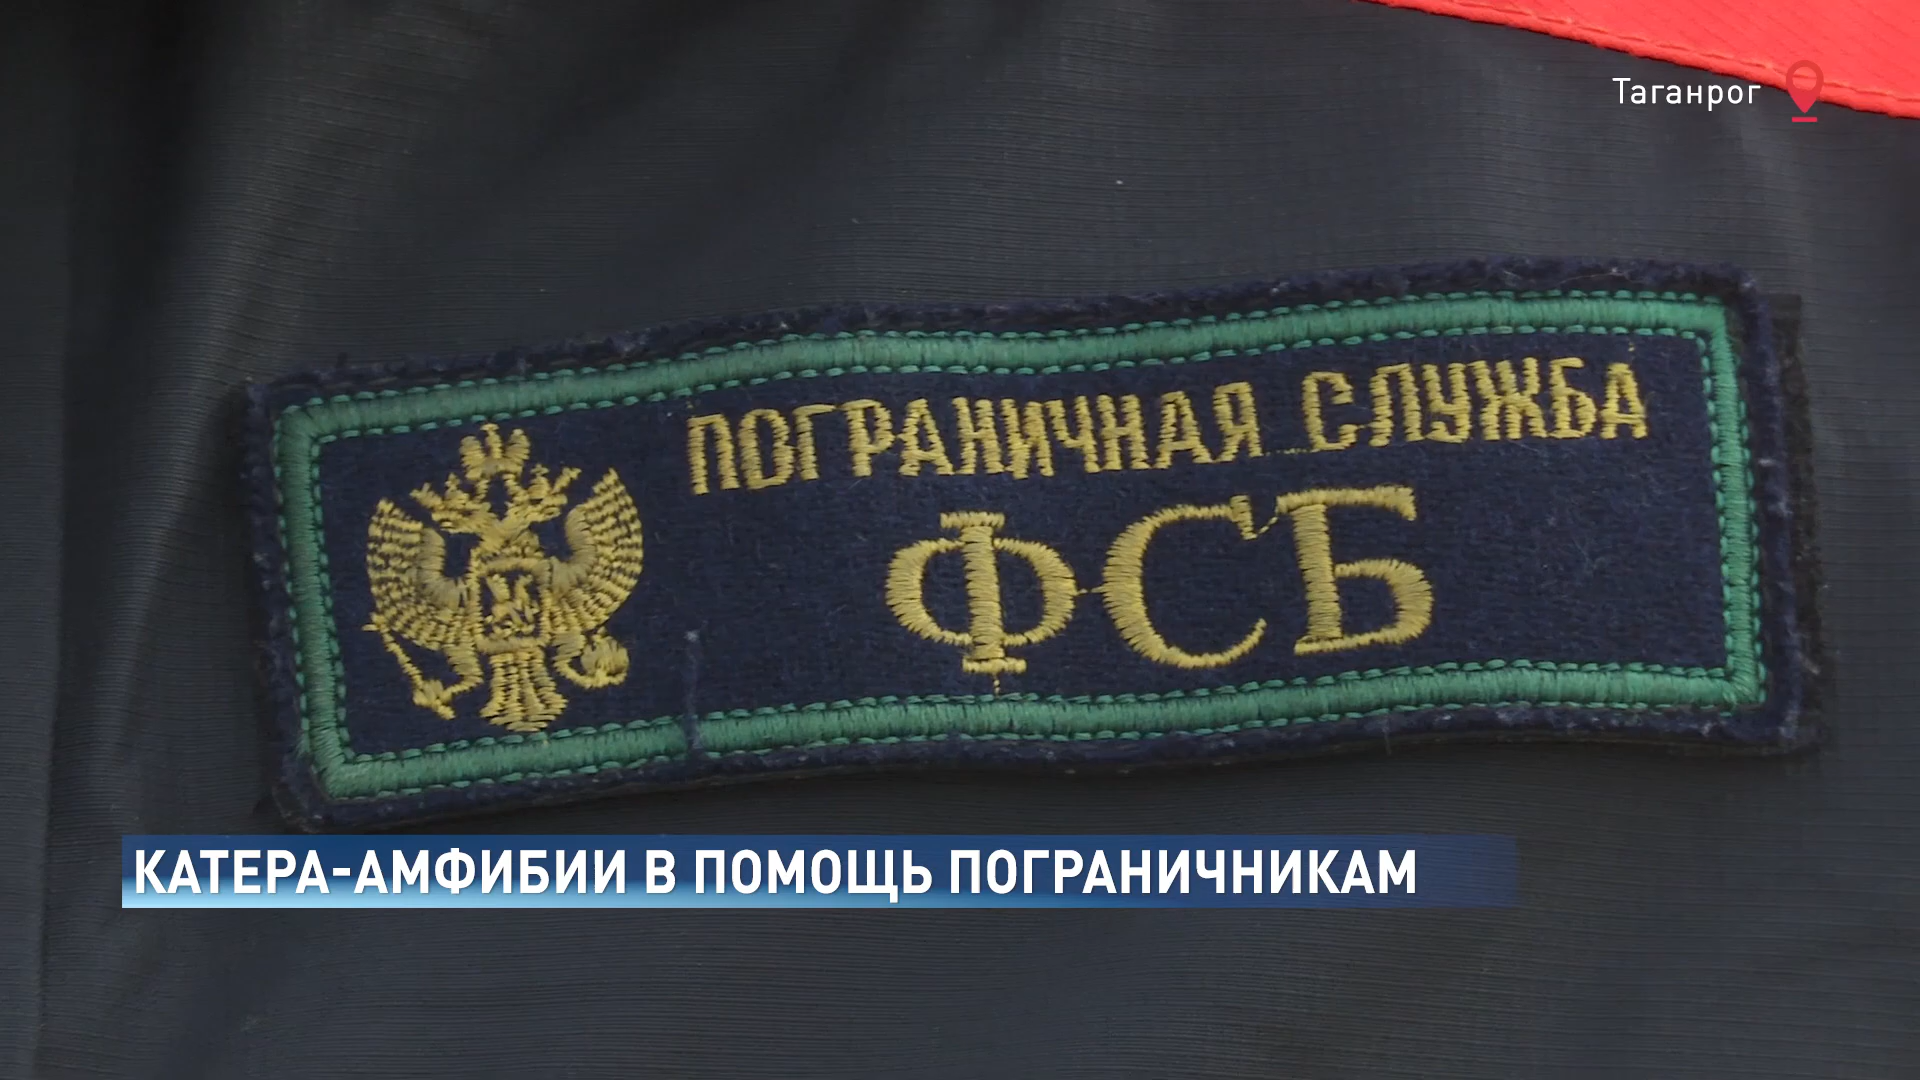 Таганрог
ПОГРАНИЧНАЯ СЛУЖБА
ФСБ
КАТЕРА-АМФИБИИ В ПОМОЩЬ ПОГРАНИЧНИКАМ